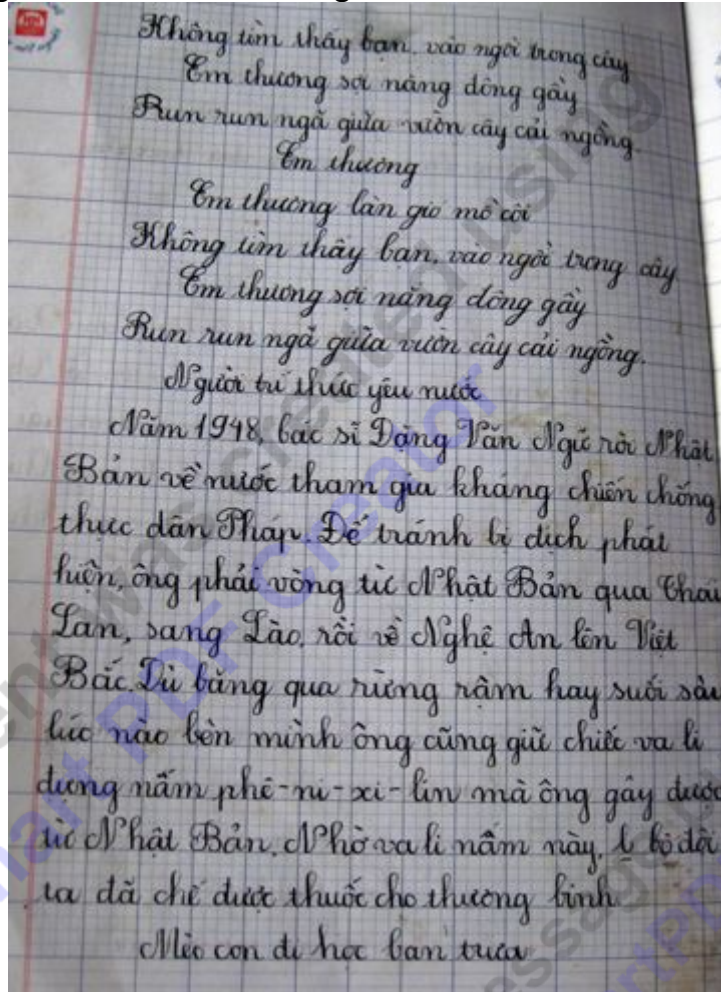 Không tìm thấy bạn, vào ngồi trong cây
Em thương sợi nắng đông gầy
Run run ngã giữa vườn cây cải ngồng.
Em thương
Em thương làn gió mồ côi
Không tìm thấy bạn, vào ngồi trong cây
Em thương sợi nắng đông gầy
Run run ngã giữa vườn cây cải ngồng.
Người trí thức yêu nước
Năm 1948, bác sĩ Đặng Văn Ngữ rời Nhật
Bản về nước tham gia kháng chiến chống
thực dân Pháp. Để tránh bị địch phát
hiện, ông phải vòng từ Nhật Bản qua Thái
Lan, sang Lào, rồi về Nghệ An lên Việt
Bắc. Dù băng qua rừng rậm hay suối sâu
lúc nào bên mình ông cũng giữ chiếc va li
đựng nấm pê-ni-xi-lin mà ông gây được
từ Nhật Bản. Nhờ va li nấm này, bộ đội
ta đã chế được thuốc cho thương binh
Mèo con đi học ban trưa